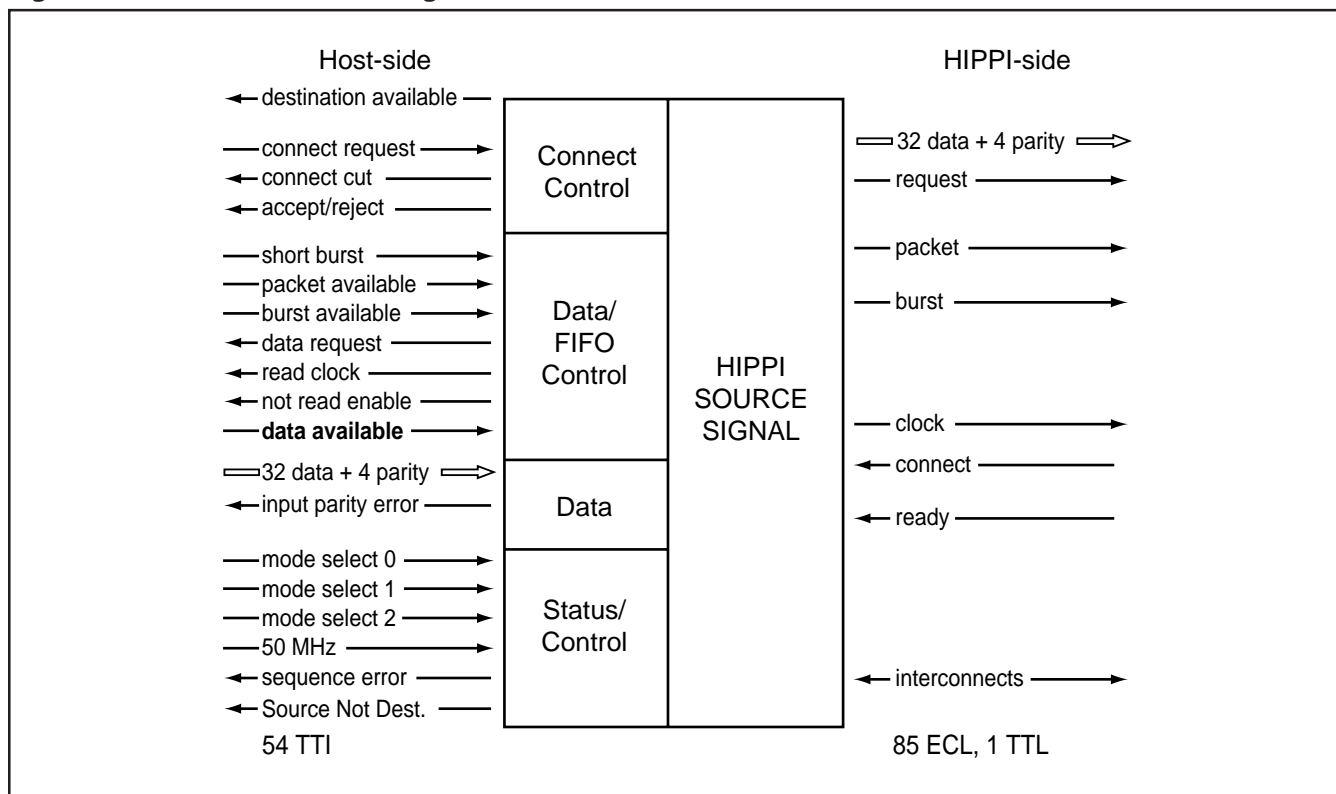 Host-side
HIPPI-side
destination available
connect request
connect cut
accept/reject
short burst
packet available
burst available
data request
read clock
not read enable
data available
32 data + 4 parity
input parity error
mode select 0
mode select 1
mode select 2
50 MHz
sequence error
Source Not Dest.
54 TTI
Connect
Control
Data/
FIFO
Control
Data
Status/
Control
HIPPI
SOURCE
SIGNAL
32 data + 4 parity
request
packet
burst
clock
connect
ready
interconnects
85 ECL, 1 TTL